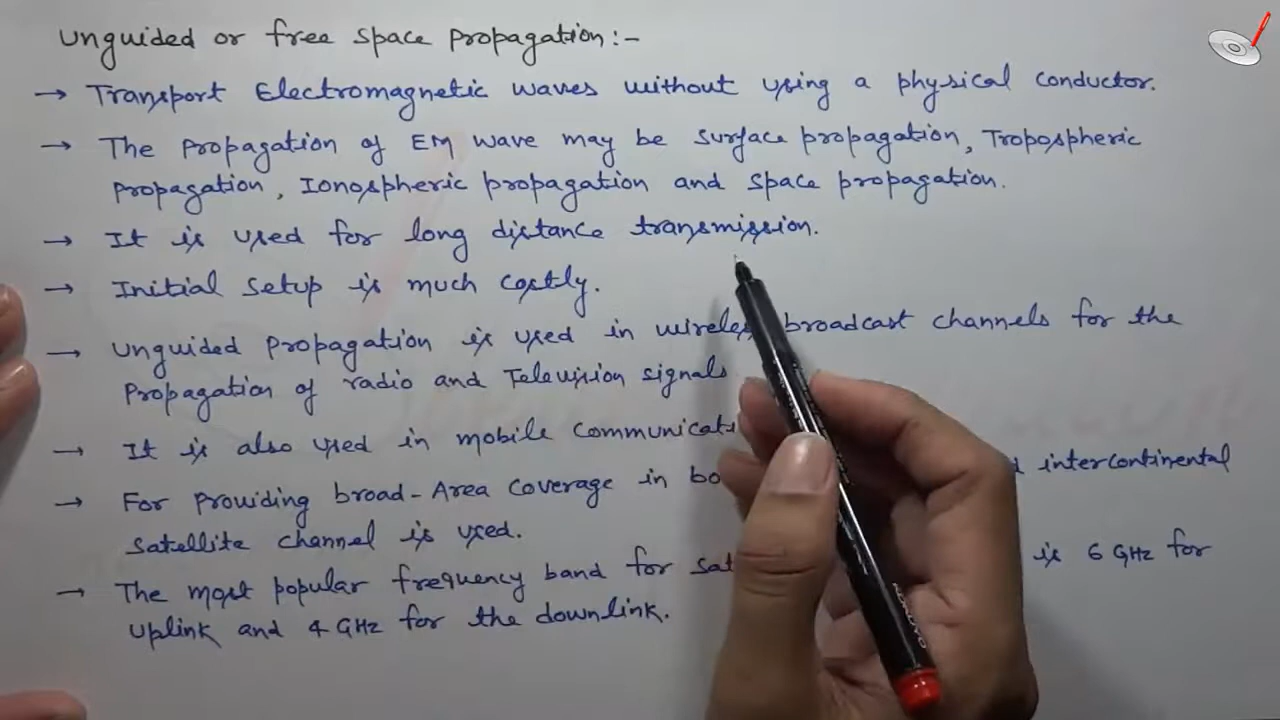 Unguided or free space propagation:-
→ Transport Electromagnetic waves without using a physical conductor.
→ The propagation of EM wave may be surface propagation, Tropospheric
propagation, Ionospheric propagation and space propagation.
→ It is used for long distance transmission.
→ Initial setup is much costly.
→ Unguided propagation is used in wireless broadcast channels for the
propagation of radio and Television signals
→ It is also used in mobile
→ For providing broad-Area coverage in intercontinental
satellite channel is used.
→ The most popular frequency band for is 6 GHz for
uplink and 4 GHz for the downlink.